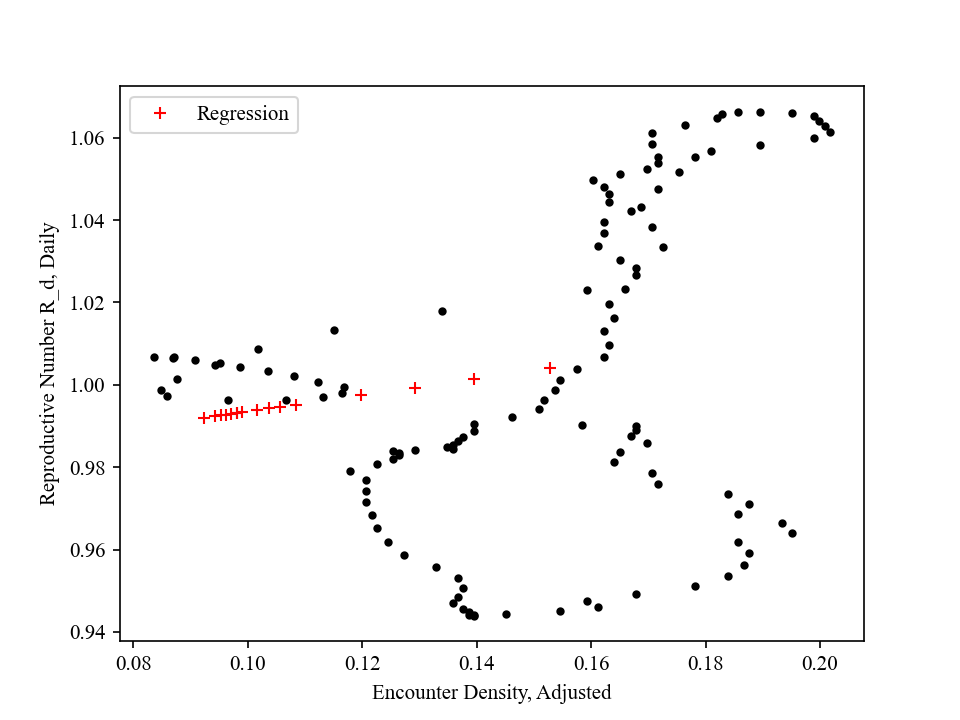 Regression
1.06
1.04
1.02
1.00
0.98
0.96
0.94
Reproductive Number R_d, Daily
0.08 0.10 0.12 0.14 0.16 0.18 0.20
Encounter Density, Adjusted